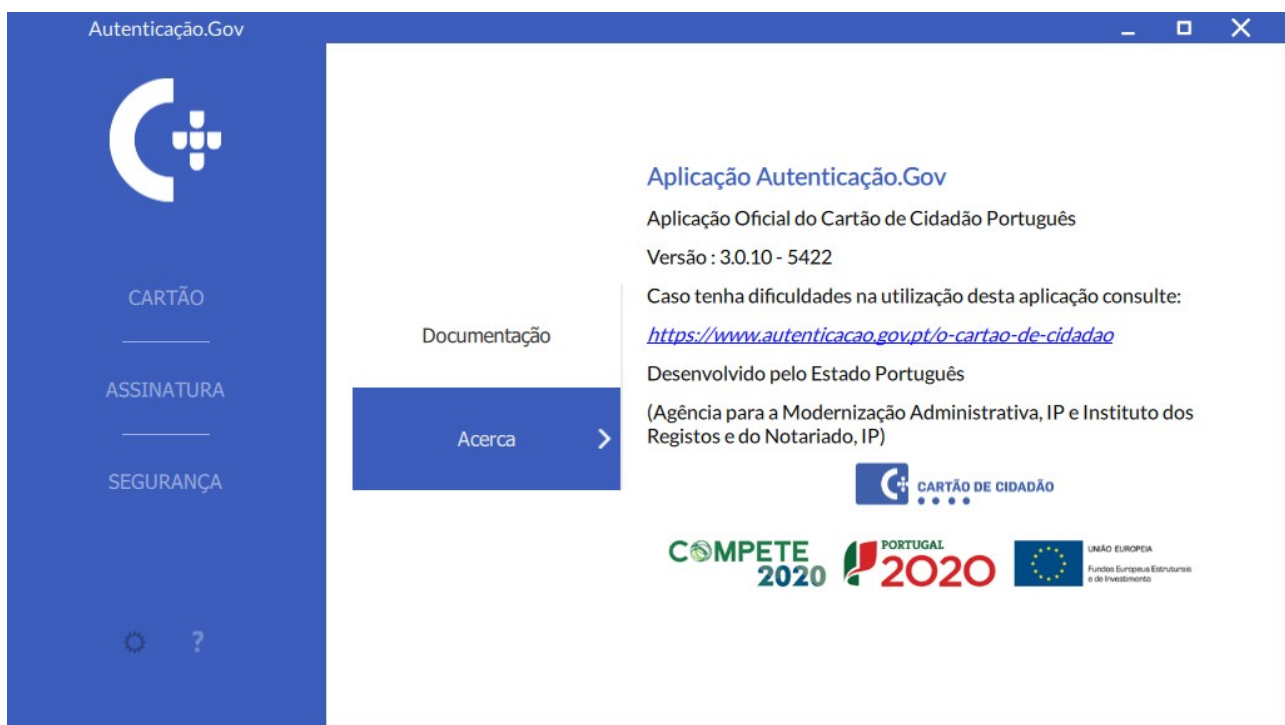 Autenticação.Gov
CARTÃO
ASSINATURA
SEGURANÇA
?
Documentação
Acerca
Aplicação Autenticação.Gov
Aplicação Oficial do Cartão de Cidadão Português
Versão : 3.0.10 - 5422
Caso tenha dificuldades na utilização desta aplicação consulte:
https://www.autenticacao.gov.pt/o-cartao-de-cidadao
Desenvolvido pelo Estado Português
(Agência para a Modernização Administrativa, IP e Instituto dos
Registos e do Notariado, IP)
CARTÃO DE CIDADÃO
COMPETE
2020
PORTUGAL
2020
UNIÃO EUROPEIA
Fundos Europeus Estruturais
e de Investimento